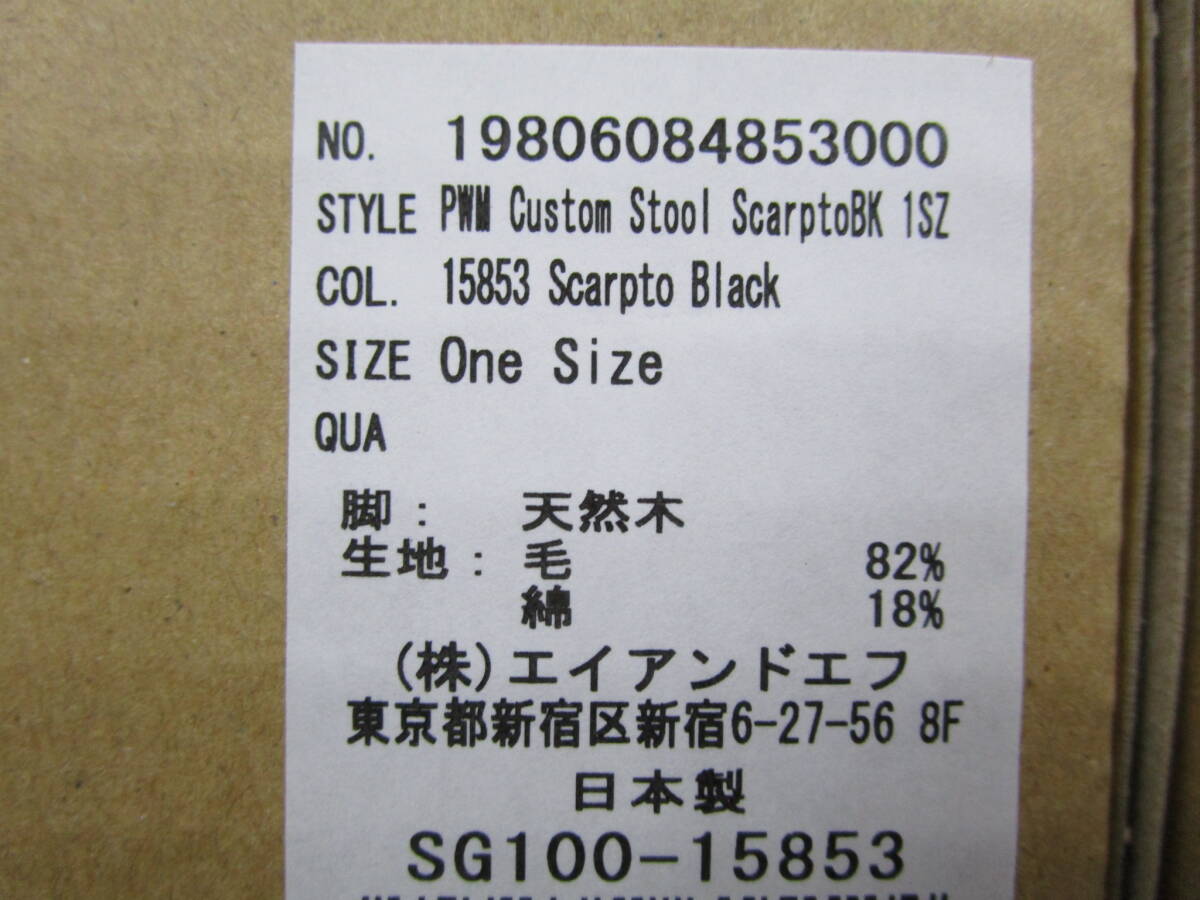 NO. 19806084853000
STYLE PWM Custom Stool ScarptoBK 1SZ
COL. 15853 Scarpto Black
SIZE One Size
QUA
脚： 天然木
生地：毛 82%
綿 18%
(株)エイアンドエフ
東京都新宿区新宿6-27-56 8F
日本製
SG100-15853